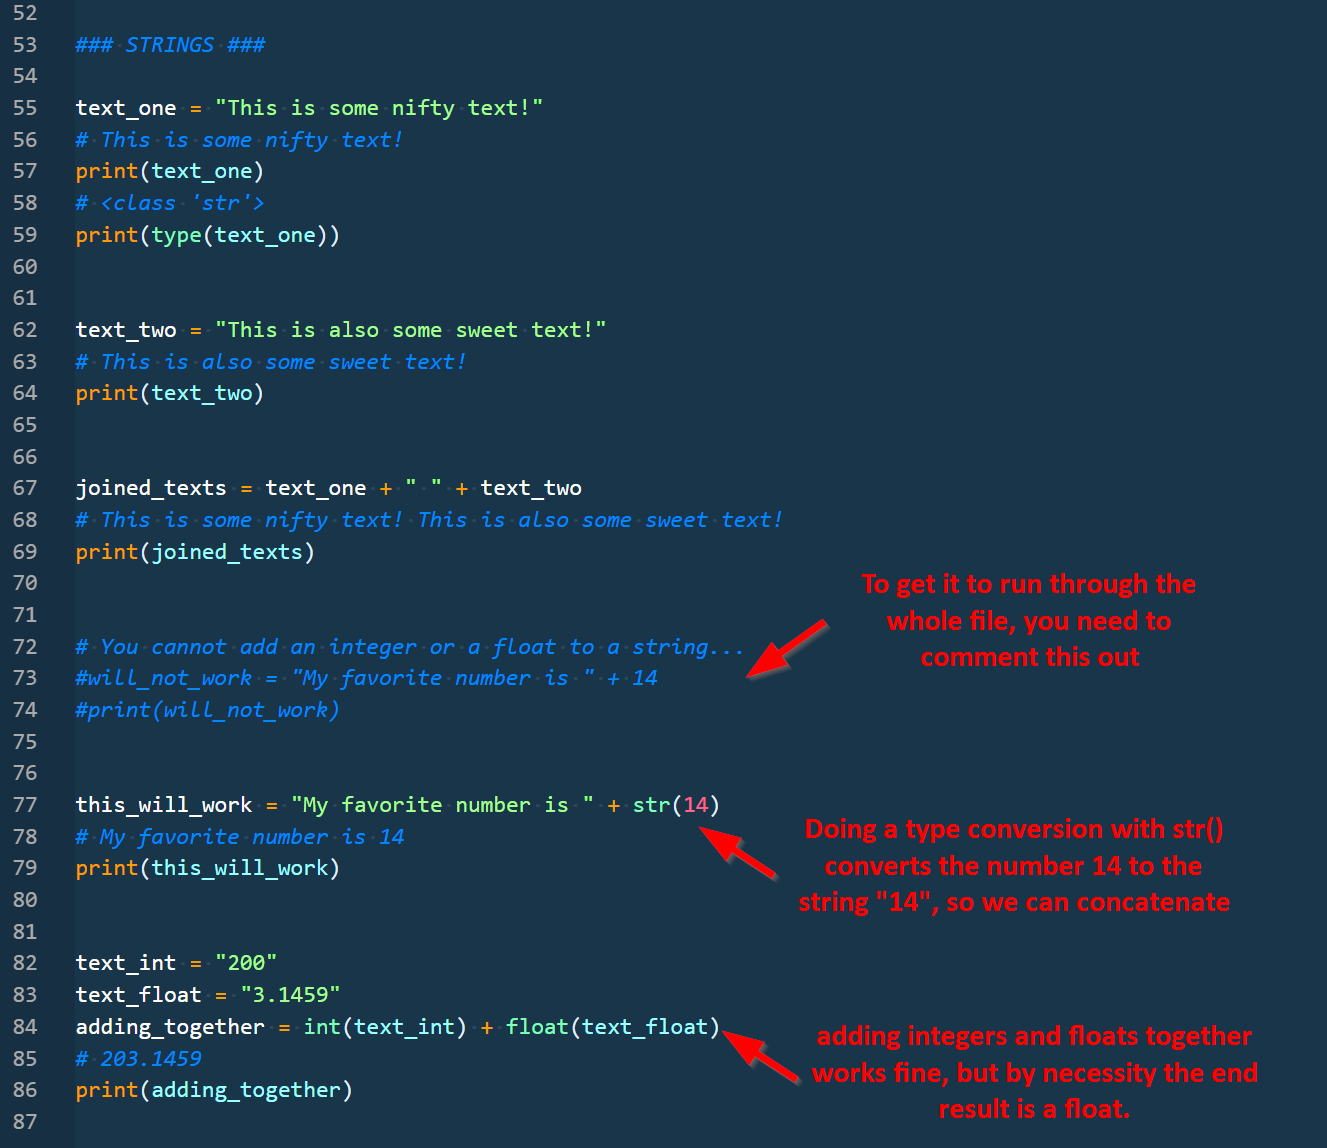 52
53 ### STRINGS ###
54
55 text_one = "This is some nifty text!"
56 # This is some nifty text!
57 print(text_one)
58 # <class 'str'>
59 print(type(text_one))
60
61
62 text_two = "This is also some sweet text!"
63 # This is also some sweet text!
64 print(text_two)
65
66
67 joined_texts = text_one + " " + text_two
68 # This is some nifty text! This is also some sweet text!
69 print(joined_texts)
70
71
72 # You cannot add an integer or a float to a string...
73 #will_not_work = "My favorite number is " + 14
74 #print(will_not_work)
75
76
77 this_will_work = "My favorite number is " + str(14)
78 # My favorite number is 14
79 print(this_will_work)
80
81
82 text_int = "200"
83 text_float = "3.1459"
84 adding_together = int(text_int) + float(text_float)
85 # 203.1459
86 print(adding_together)
87
To get it to run through the
whole file, you need to
comment this out
Doing a type conversion with str()
converts the number 14 to the
string "14", so we can concatenate
adding integers and floats together
works fine, but by necessity the end
result is a float.